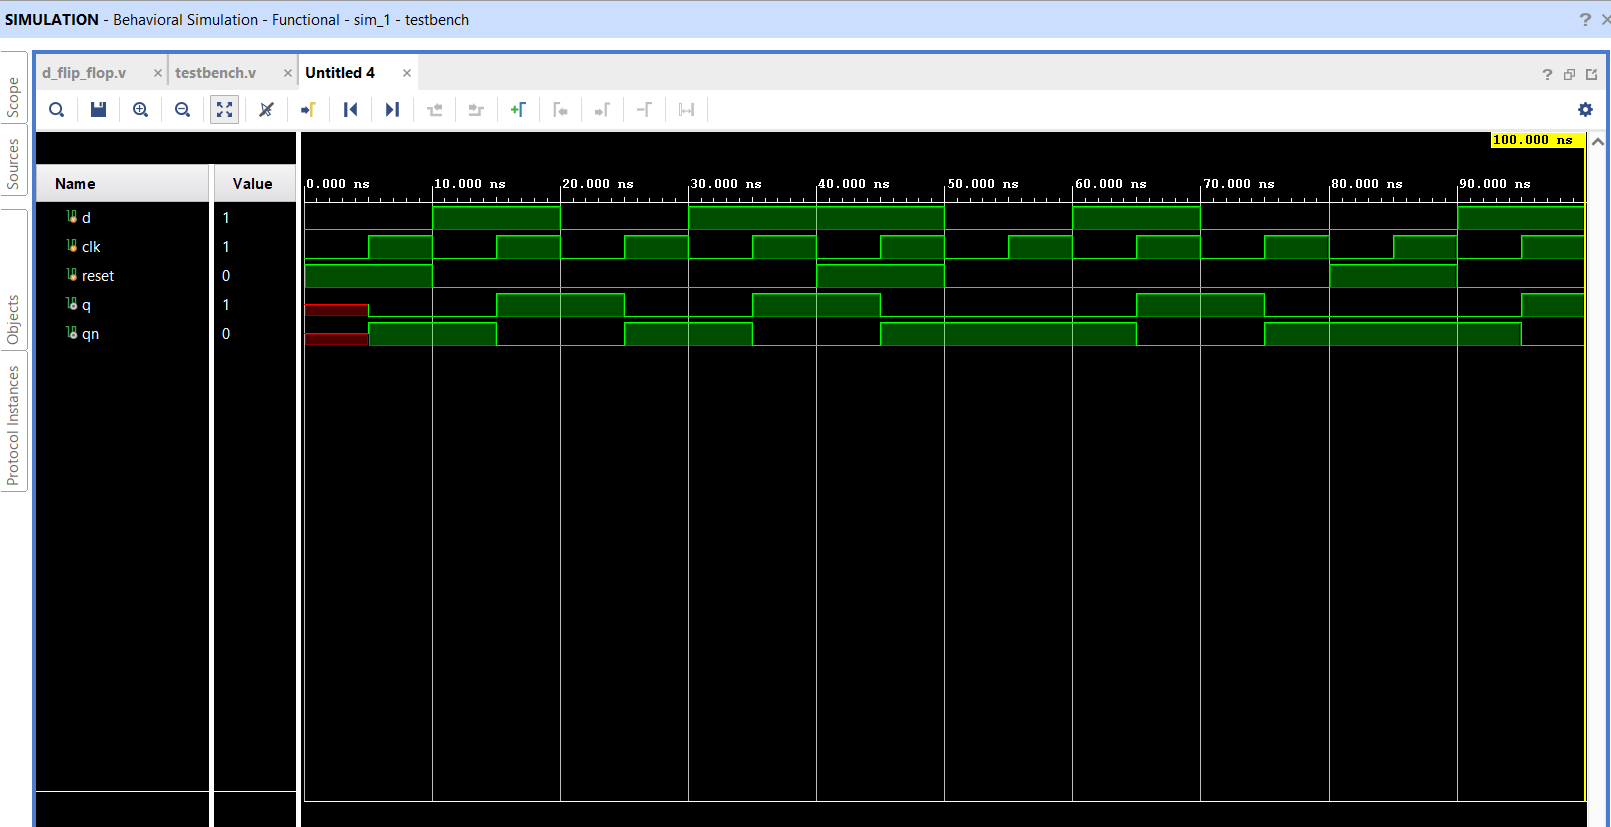 SIMULATION - Behavioral Simulation - Functional - sim_1 - testbench
? ×
Scope
Sources
Objects
Protocol Instances
d_flip_flop.v × testbench.v × Untitled 4 ×
?
100.000 ns
Name Value
0.000 ns 10.000 ns 20.000 ns 30.000 ns 40.000 ns 50.000 ns 60.000 ns 70.000 ns 80.000 ns 90.000 ns
d 1
clk 1
reset 0
q 1
qn 0